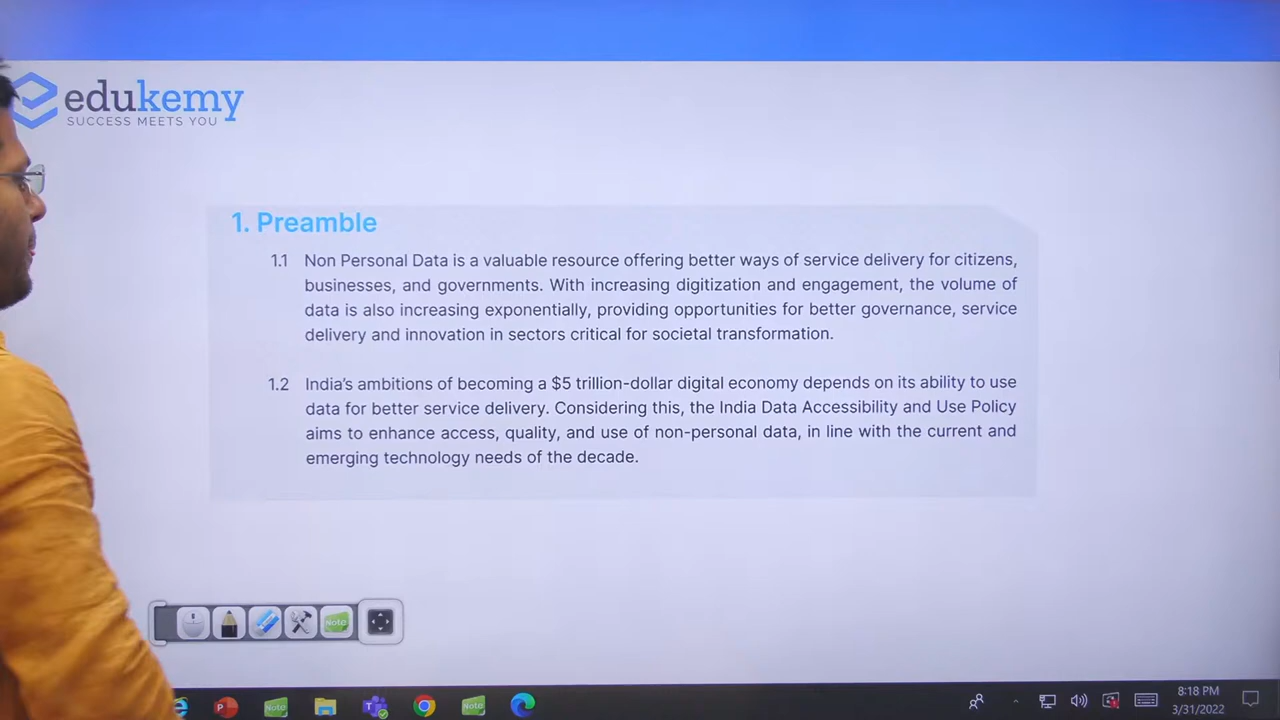 edukemy
SUCCESS MEETS YOU
1. Preamble
1.1 Non Personal Data is a valuable resource offering better ways of service delivery for citizens,
businesses, and governments. With increasing digitization and engagement, the volume of
data is also increasing exponentially, providing opportunities for better governance, service
delivery and innovation in sectors critical for societal transformation.
1.2 India's ambitions of becoming a $5 trillion-dollar digital economy depends on its ability to use
data for better service delivery. Considering this, the India Data Accessibility and Use Policy
aims to enhance access, quality, and use of non-personal data, in line with the current and
emerging technology needs of the decade.
Note
Note
Note
8:18 PM
3/31/2022